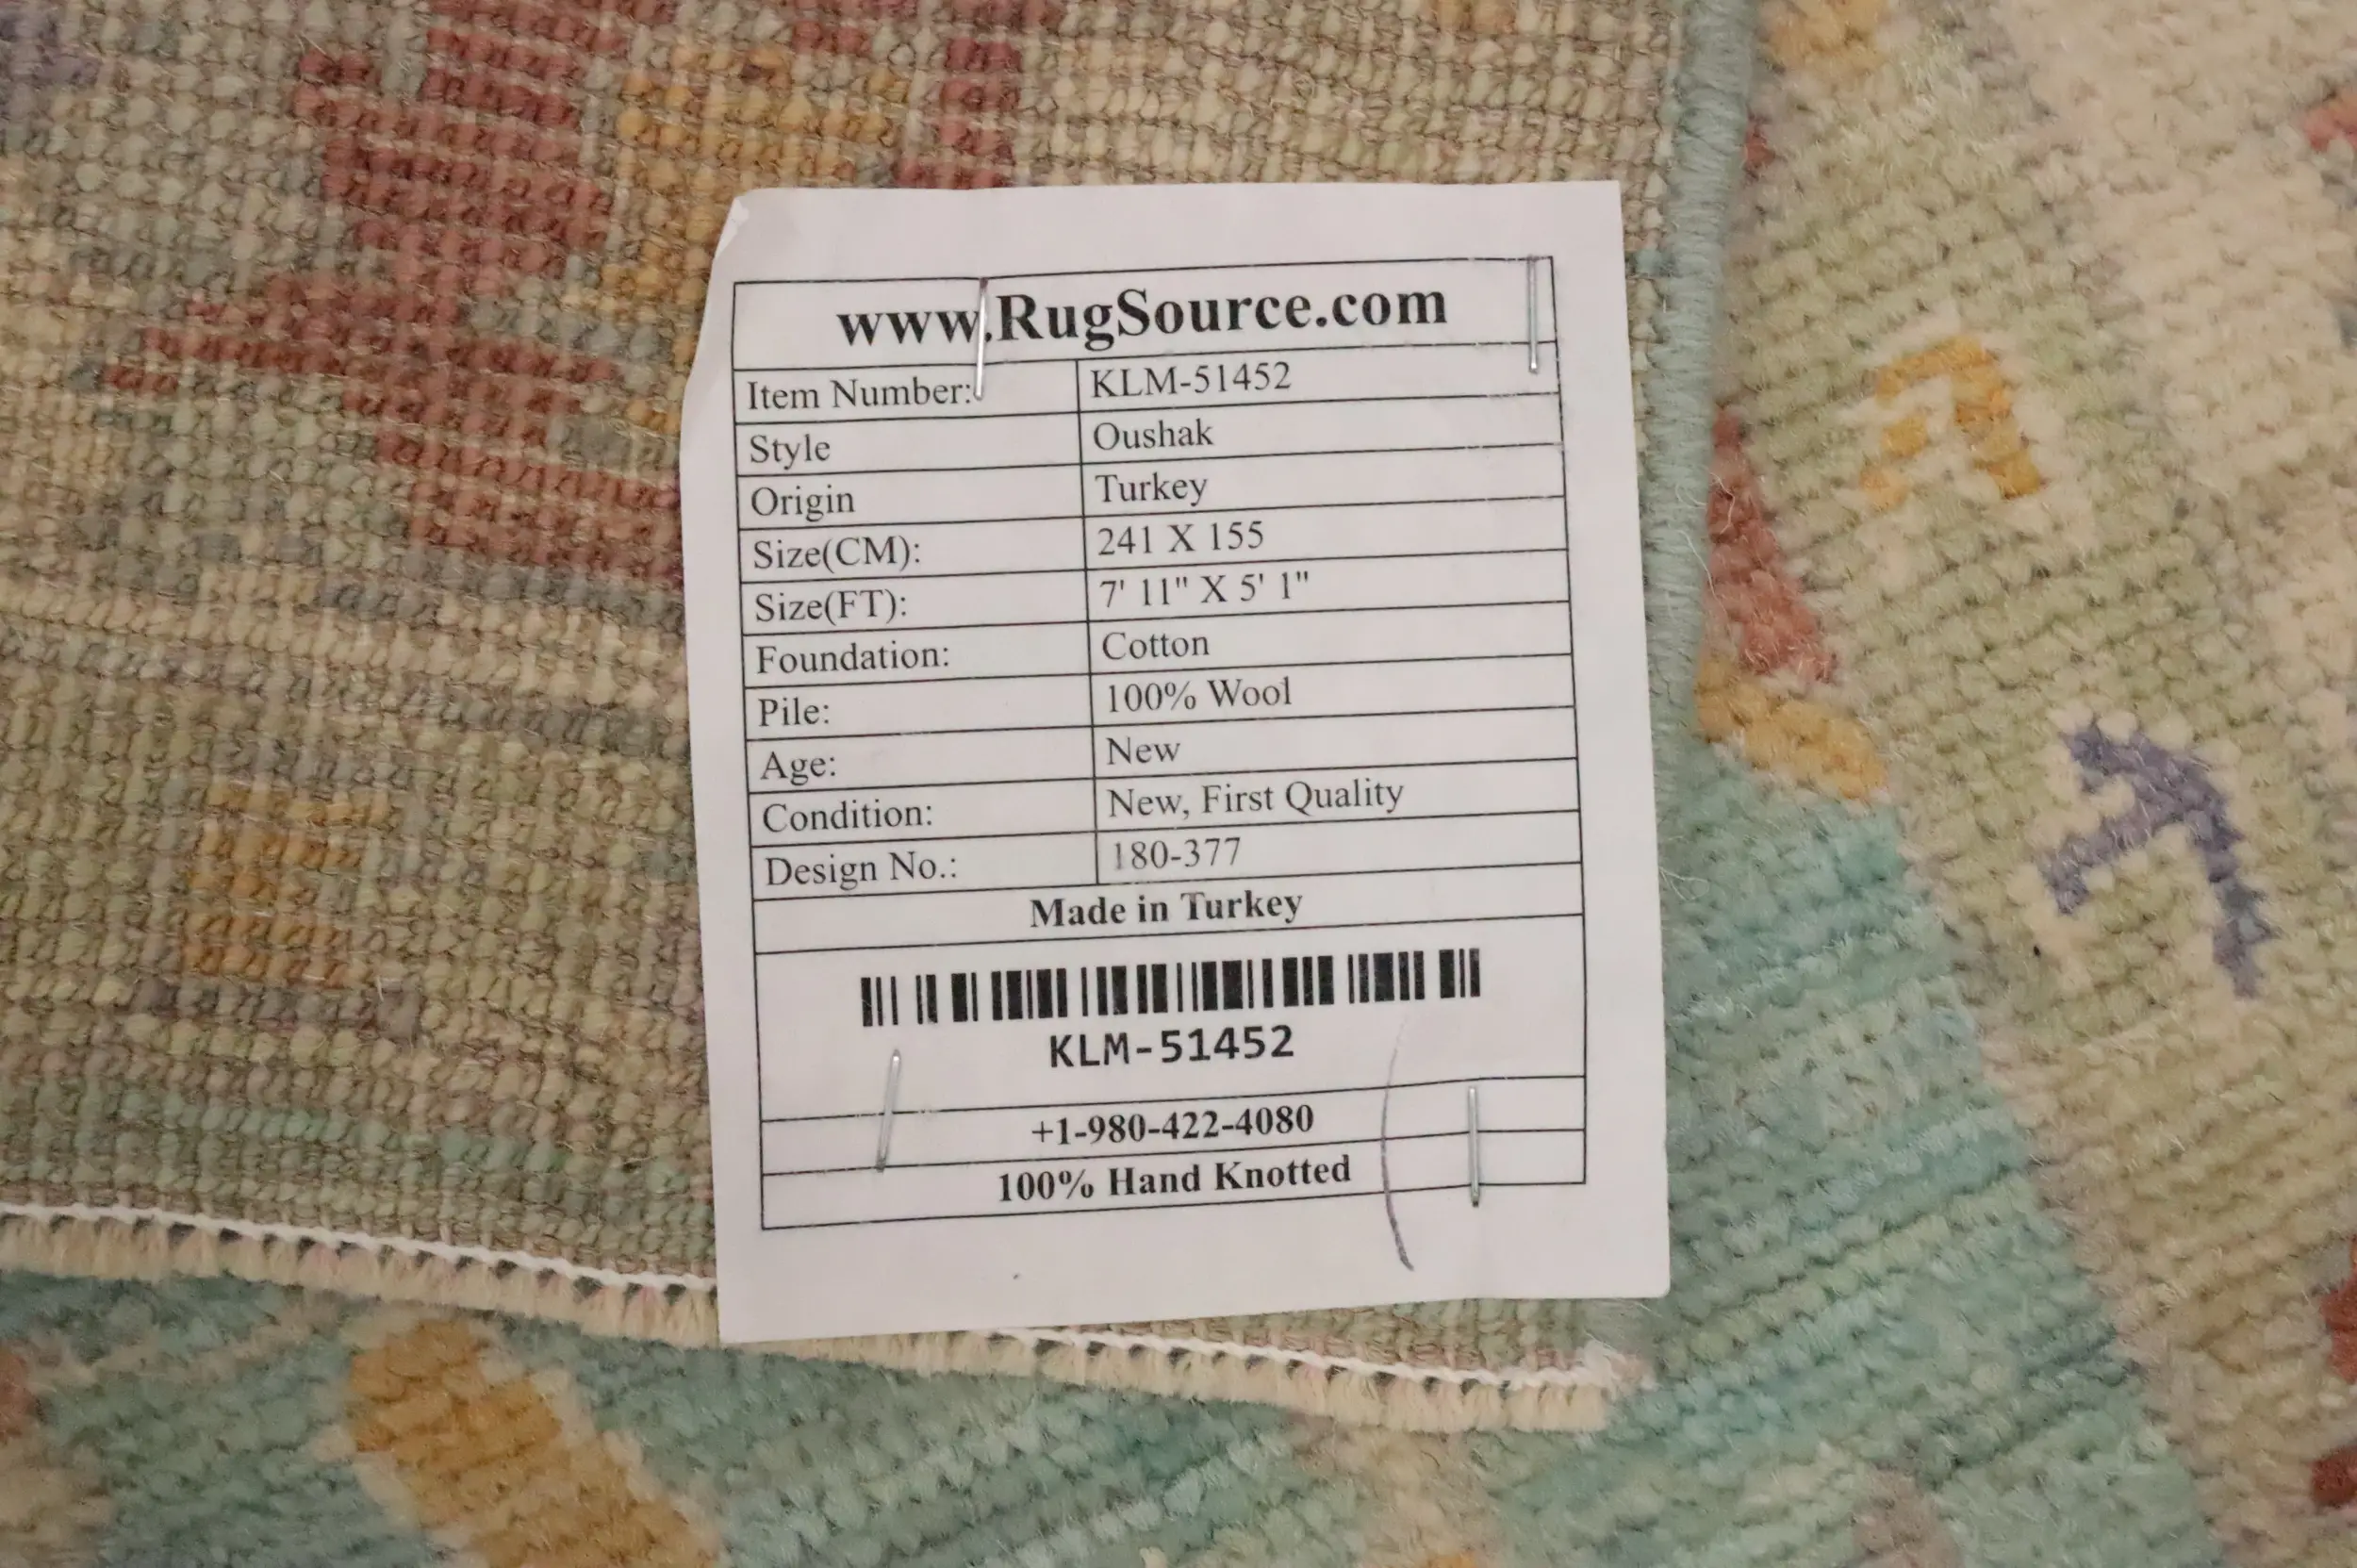 www.RugSource.com
Item Number: KLM-51452
Style Oushak
Origin Turkey
Size(CM): 241 X 155
Size(FT): 7' 11" X 5' 1"
Foundation: Cotton
Pile: 100% Wool
Age: New
Condition: New, First Quality
Design No.: 180-377
Made in Turkey
KLM-51452
+1-980-422-4080
100% Hand Knotted